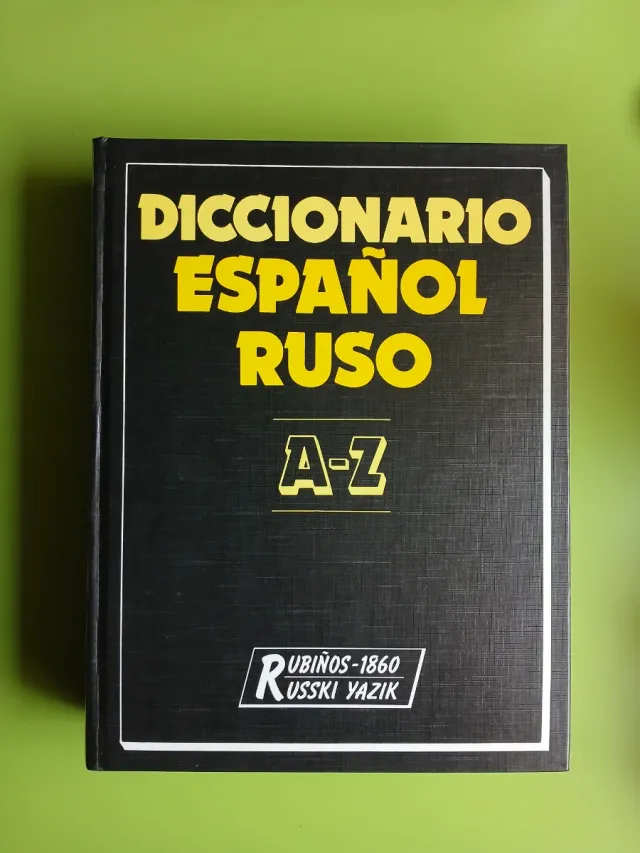 DICCIONARIO
ESPAÑOL
RUSO
A-Z
RUBIÑOS-1860
RUSSKI YAZIK